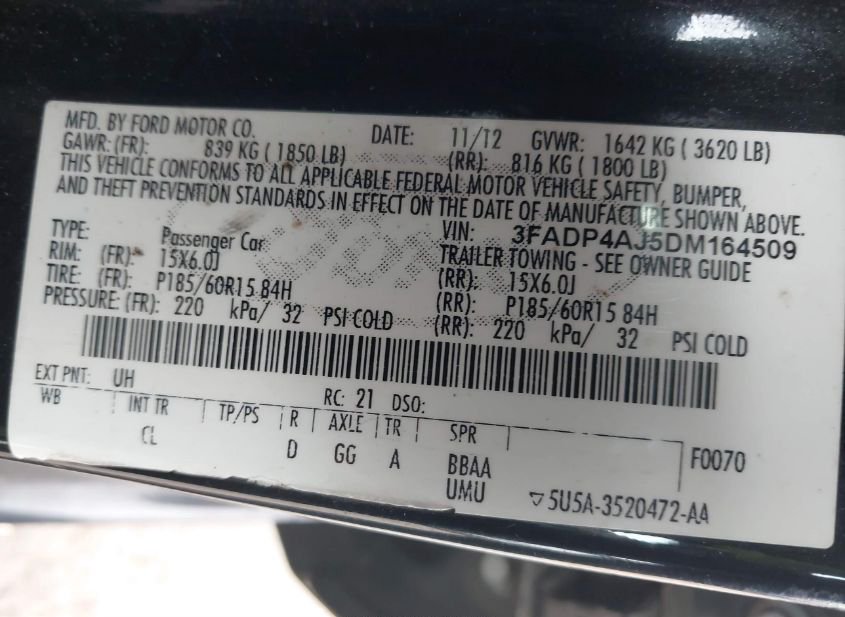 MFD. BY FORD MOTOR CO. DATE: 11/12 GVWR: 1642 KG ( 3620 LB)
GAWR: (FR): 839 KG ( 1850 LB) (RR): 816 KG ( 1800 LB)
THIS VEHICLE CONFORMS TO ALL APPLICABLE FEDERAL MOTOR VEHICLE SAFETY, BUMPER,
AND THEFT PREVENTION STANDARDS IN EFFECT ON THE DATE OF MANUFACTURE SHOWN ABOVE.
VIN: 3FADP4AJ5DM164509
TYPE: Passenger Car TRAILER TOWING - SEE OWNER GUIDE
RIM: (FR): 15X6.0J (RR): 15X6.0J
TIRE: (FR): P185/60R15 84H (RR): P185/60R15 84H
PRESSURE: (FR): 220 kPa/ 32 PSI COLD (RR): 220 kPa/ 32 PSI COLD
EXT PNT: UH RC: 21 DSO:
WB INT TR TP/PS R AXLE TR SPR
CL D GG A BBAA F0070
UMU 5U5A-3520472-AA